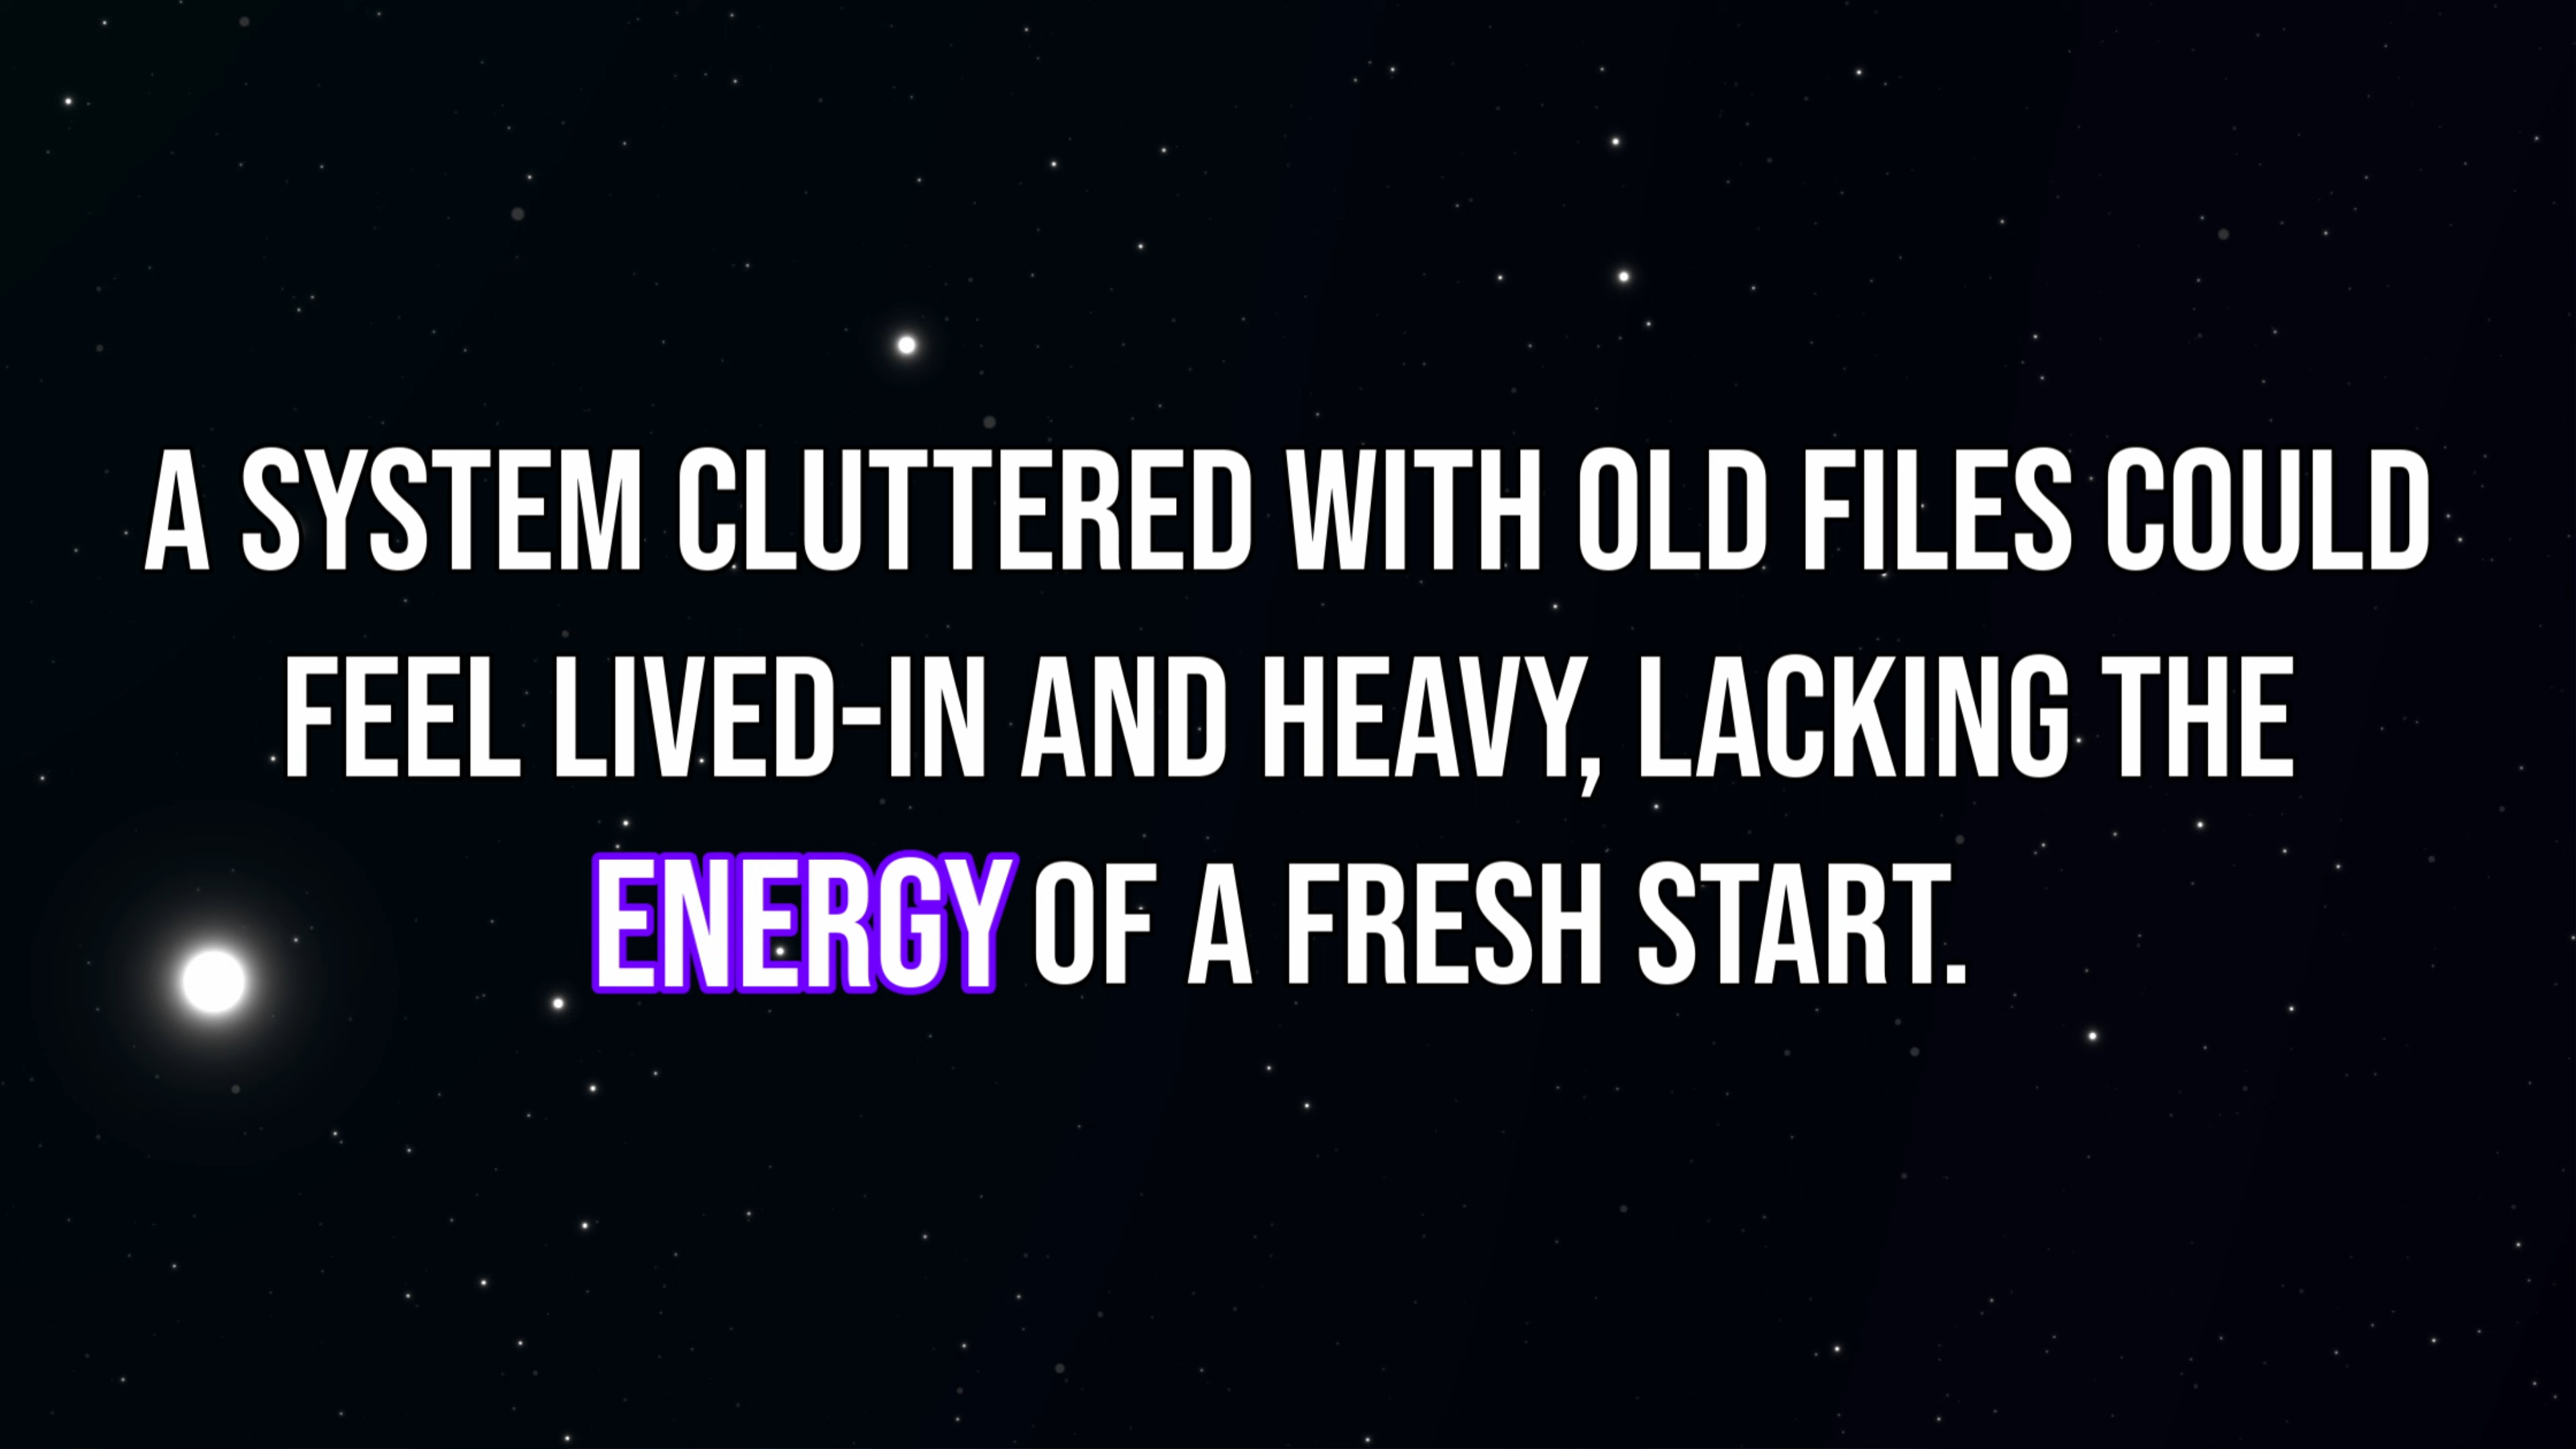 A SYSTEM CLUTTERED WITH OLD FILES COULD
FEEL LIVED-IN AND HEAVY, LACKING THE
ENERGY OF A FRESH START.